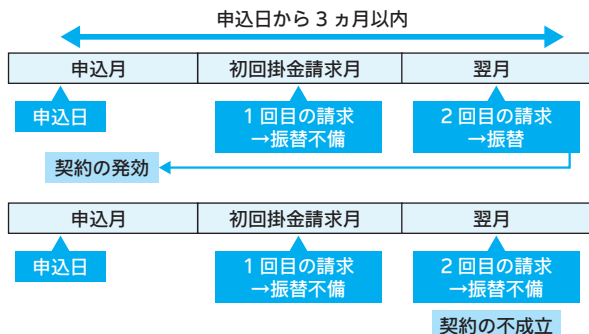 申込日から3ヵ月以内
申込月 初回掛金請求月 翌月
申込日
1回目の請求
→振替不備
2回目の請求
→振替
契約の発効
申込月 初回掛金請求月 翌月
申込日
1回目の請求
→振替不備
2回目の請求
→振替不備
契約の不成立